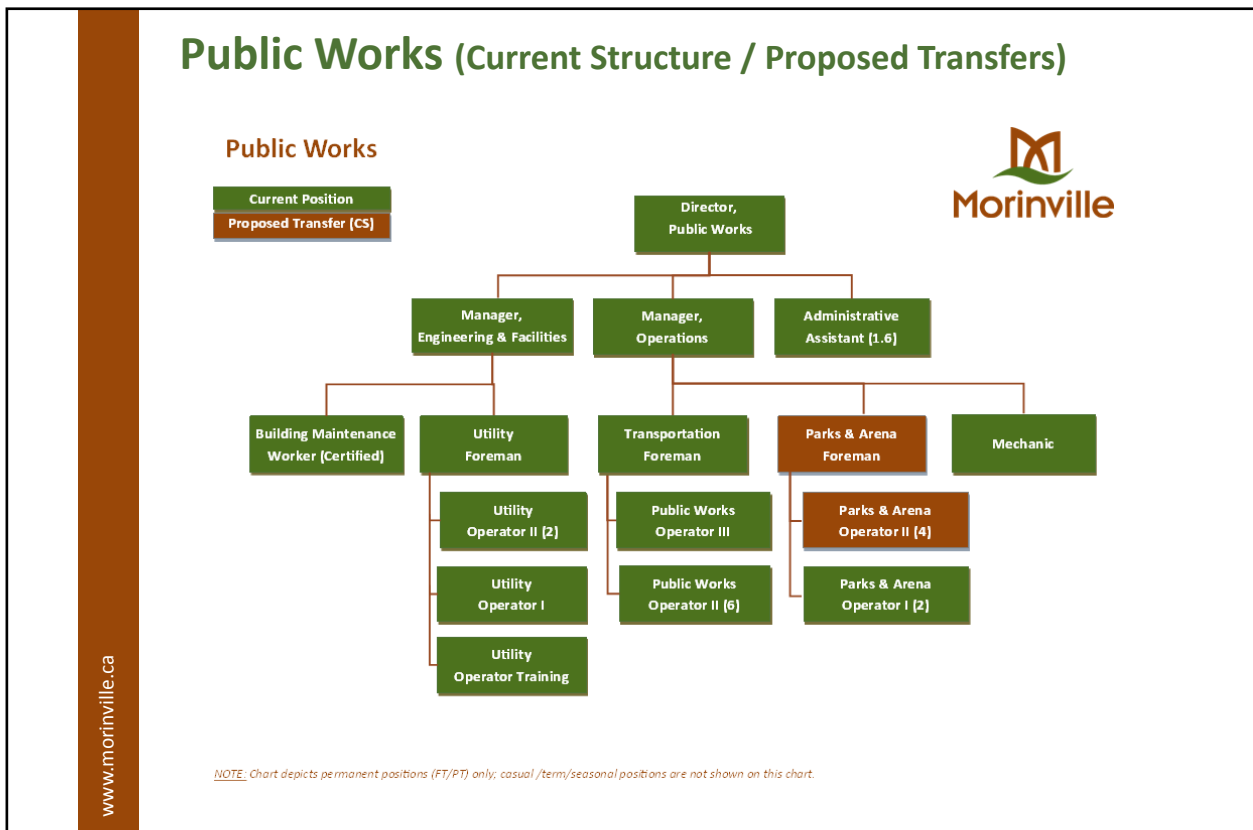 Public Works (Current Structure / Proposed Transfers)
Public Works
Current Position
Proposed Transfer (CS)
Morinville
Director,
Public Works
Manager,
Engineering & Facilities
Manager,
Operations
Administrative
Assistant (1.6)
Building Maintenance
Worker (Certified)
Utility
Foreman
Transportation
Foreman
Parks & Arena
Foreman
Mechanic
Utility
Operator II (2)
Public Works
Operator III
Parks & Arena
Operator II (4)
Utility
Operator I
Public Works
Operator II (6)
Parks & Arena
Operator I (2)
Utility
Operator Training
www.morinville.ca
NOTE: Chart depicts permanent positions (FT/PT) only; casual /term/seasonal positions are not shown on this chart.